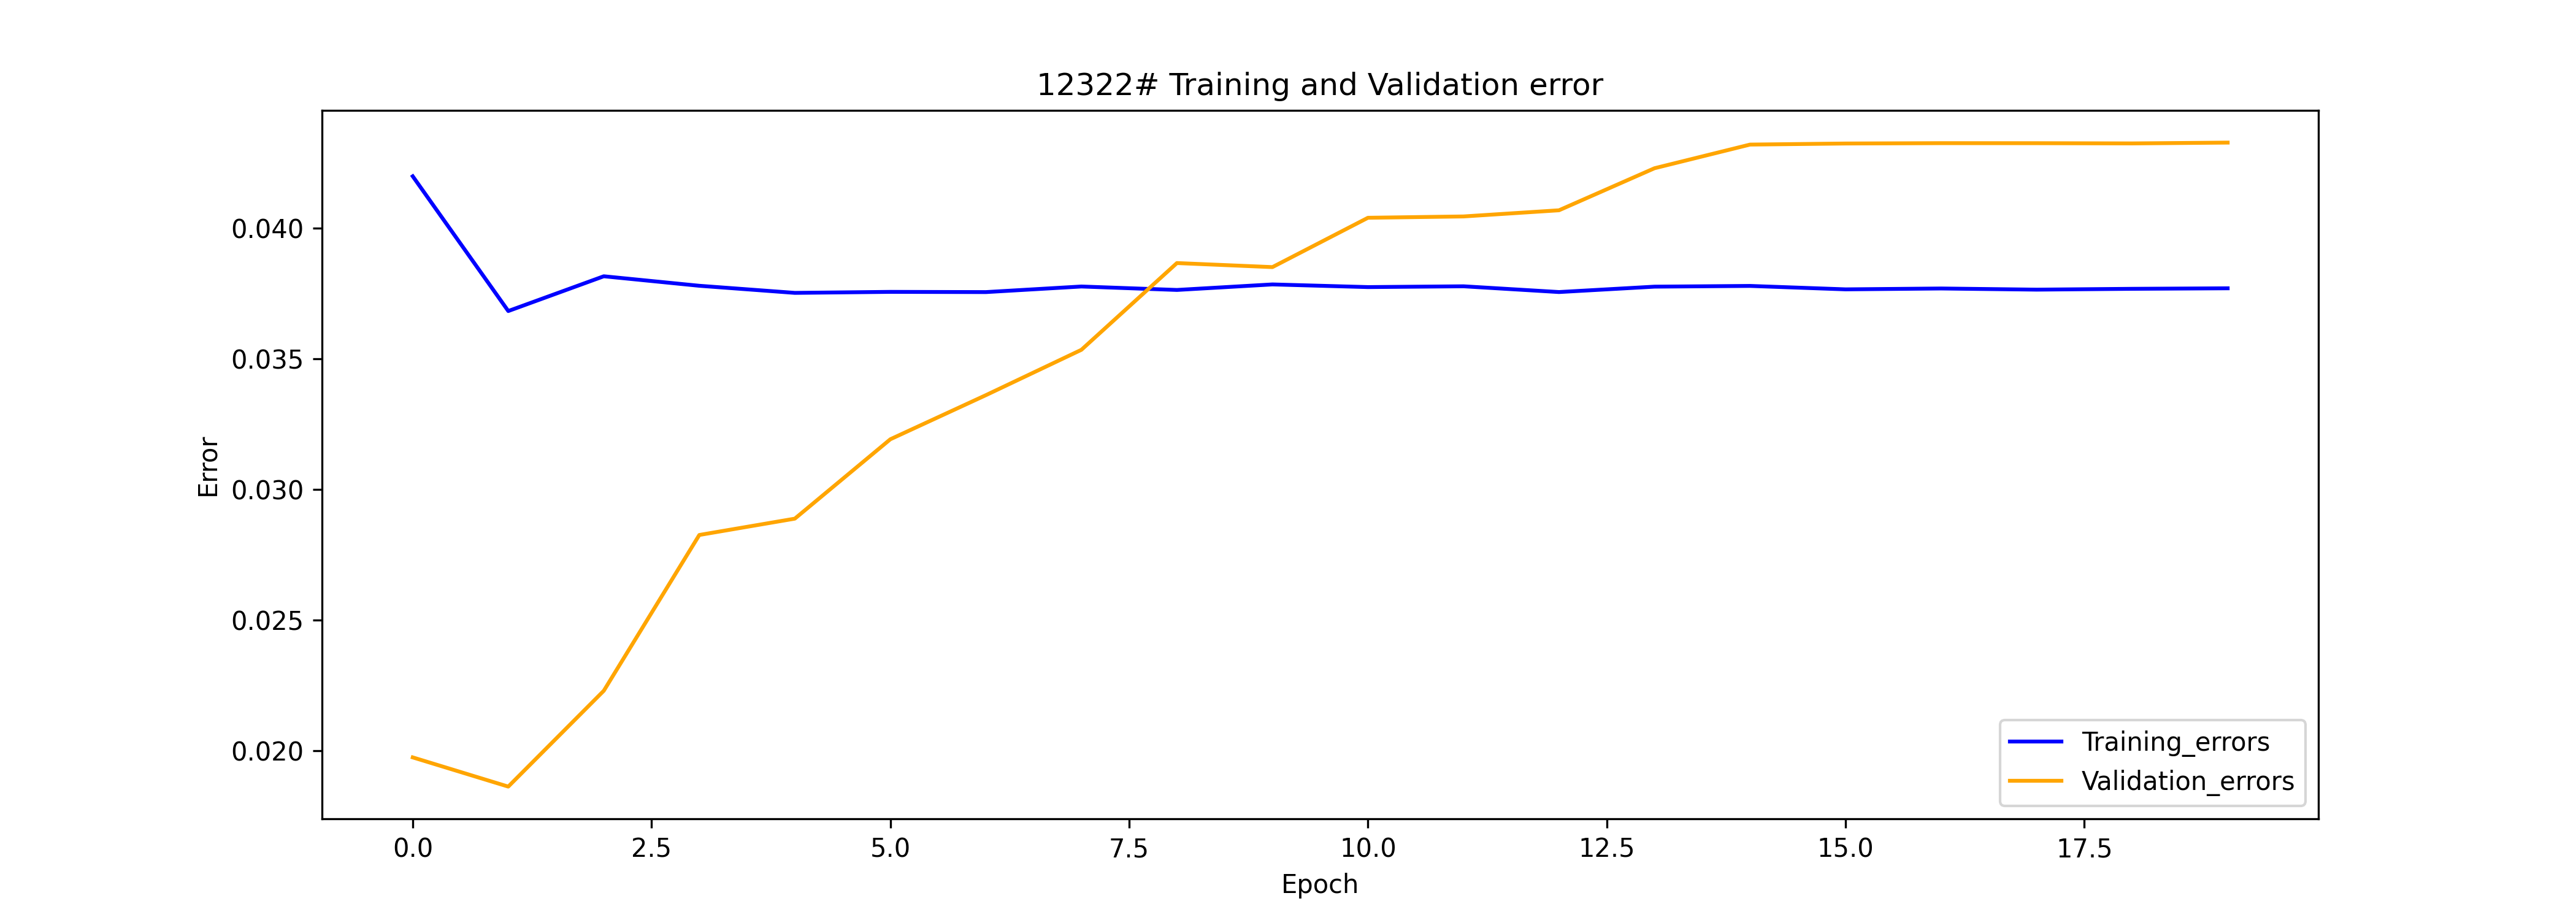 12322# Training and Validation error
0.040
0.035
0.030
0.025
0.020
Error
0.0 2.5 5.0 7.5 10.0 12.5 15.0 17.5
Epoch
Training_errors
Validation_errors